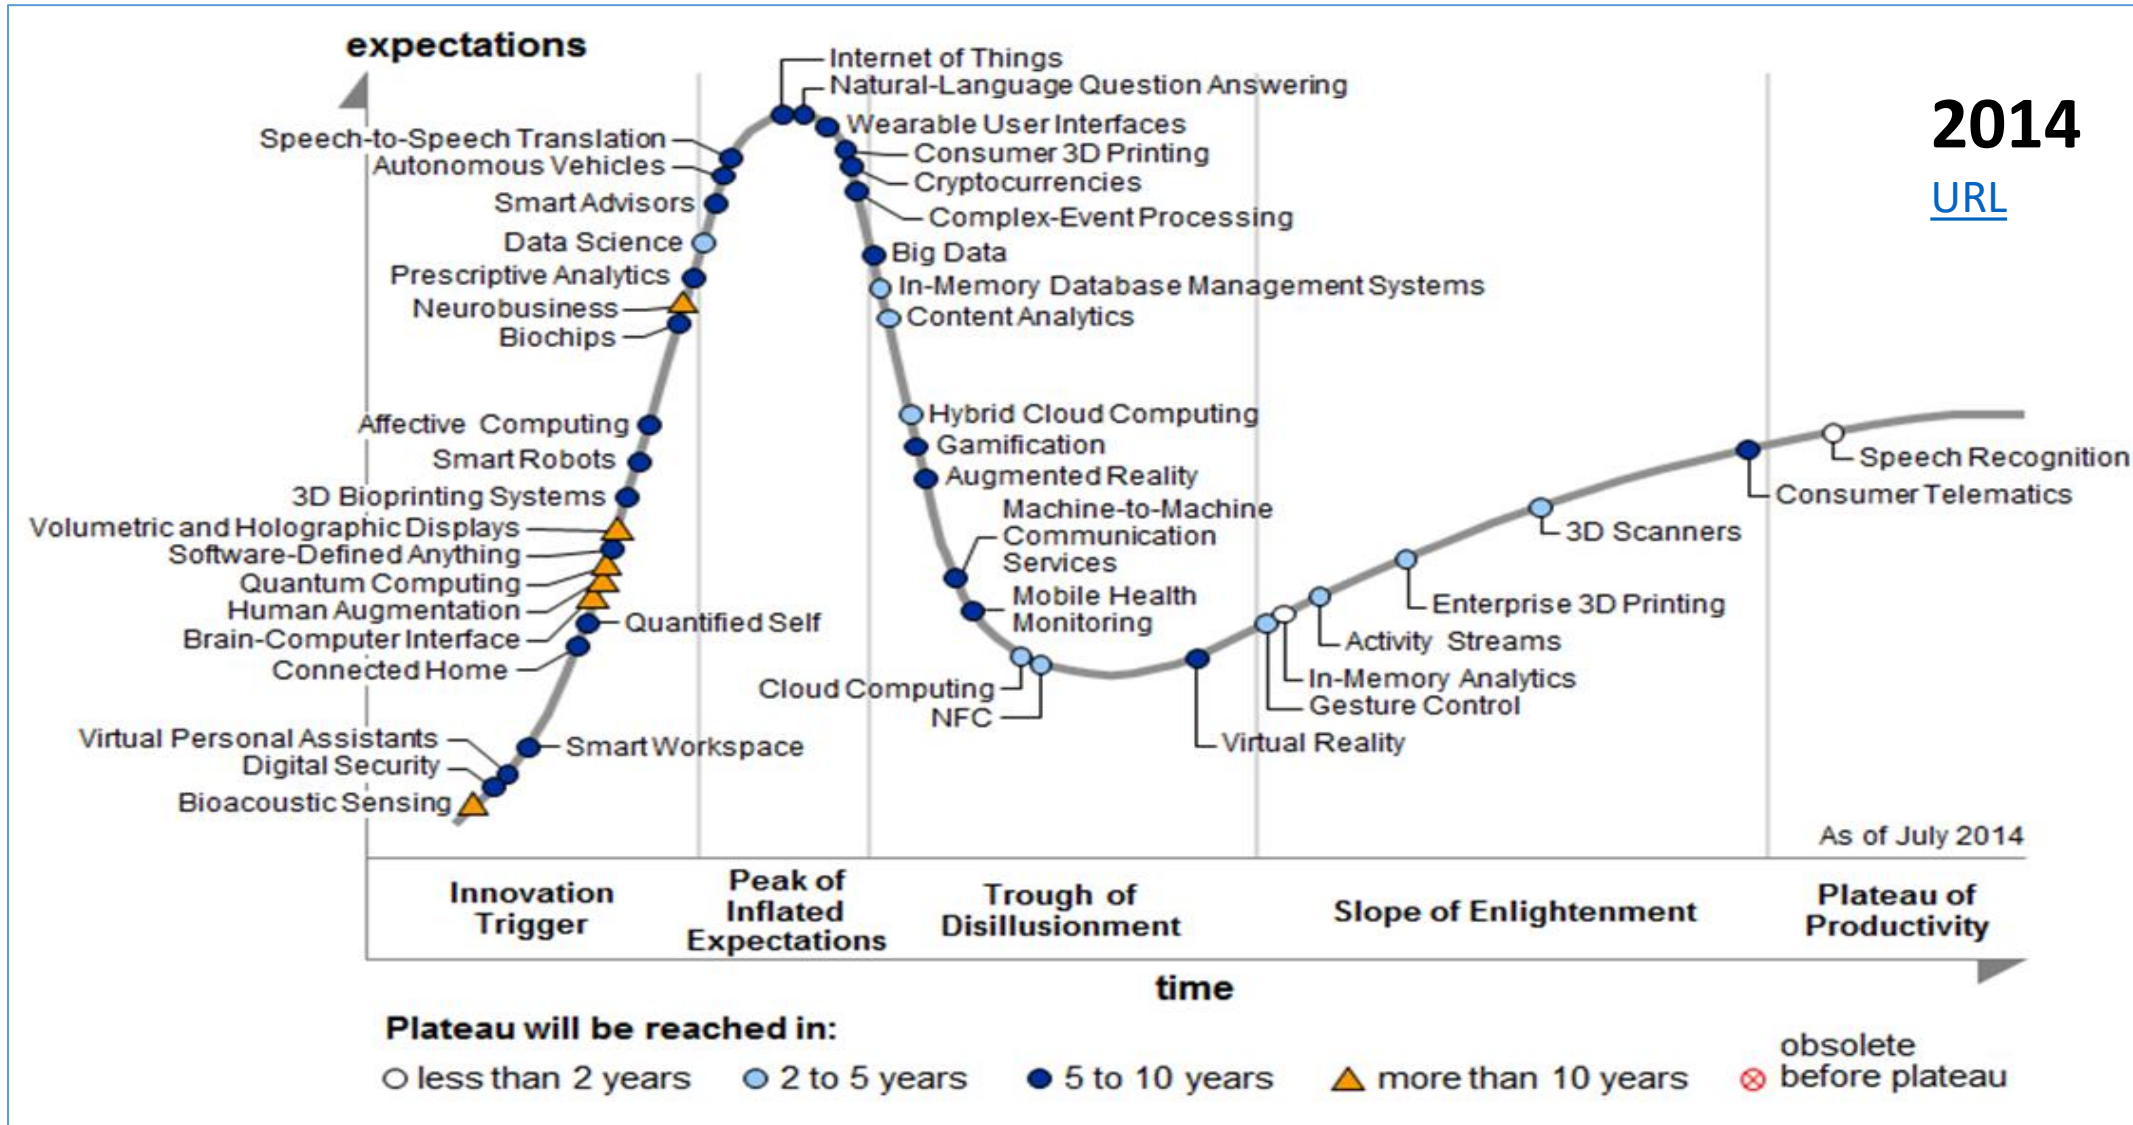 expectations
2014
URL
Internet of Things
Natural-Language Question Answering
Wearable User Interfaces
Consumer 3D Printing
Cryptocurrencies
Complex-Event Processing
Speech-to-Speech Translation
Autonomous Vehicles
Smart Advisors
Data Science
Prescriptive Analytics
Neurobusiness
Biochips
Big Data
In-Memory Database Management Systems
Content Analytics
Affective Computing
Smart Robots
3D Bioprinting Systems
Volumetric and Holographic Displays
Software-Defined Anything
Quantum Computing
Human Augmentation
Brain-Computer Interface
Connected Home
Quantified Self
Virtual Personal Assistants
Digital Security
Bioacoustic Sensing
Smart Workspace
Hybrid Cloud Computing
Gamification
Augmented Reality
Machine-to-Machine
Communication
Services
Mobile Health
Monitoring
Cloud Computing
NFC
Virtual Reality
Speech Recognition
Consumer Telematics
3D Scanners
Enterprise 3D Printing
Activity Streams
In-Memory Analytics
Gesture Control
As of July 2014
Innovation
Trigger
Peak of
Inflated
Expectations
Trough of
Disillusionment
Slope of Enlightenment
Plateau of
Productivity
time
Plateau will be reached in:
less than 2 years
2 to 5 years
5 to 10 years
more than 10 years
obsolete
before plateau